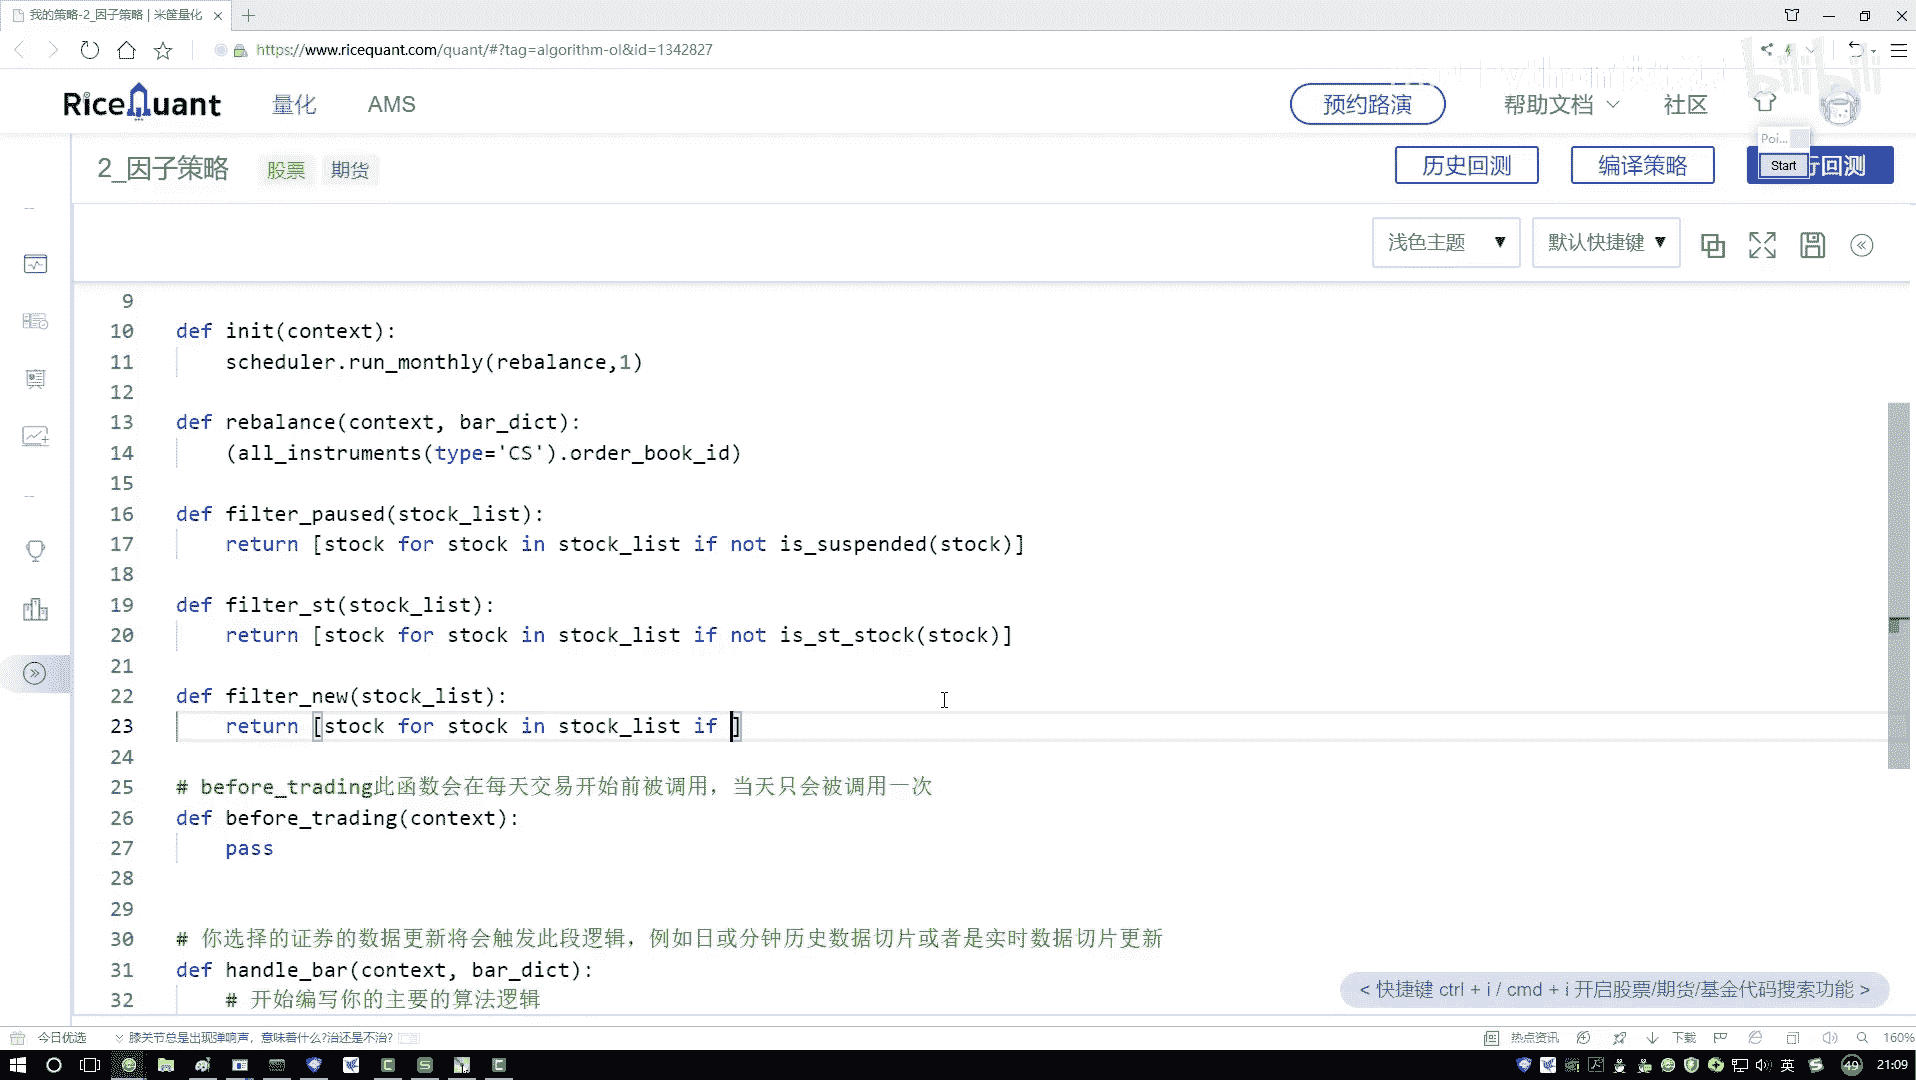 我的策略-2_因子策略 | 米筐量化
https://www.ricequant.com/quant/#?tag=algorithm-ol&id=1342827
bilibili
RiceQuant 量化 AMS 预约路演 帮助文档 社区
Poi...
2_因子策略 股票 期货 历史回测 编译策略 Start 行回测
浅色主题 ▼ 默认快捷键 ▼
9
10 def init(context):
11 scheduler.run_monthly(rebalance,1)
12
13 def rebalance(context, bar_dict):
14 (all_instruments(type='CS').order_book_id)
15
16 def filter_paused(stock_list):
17 return [stock for stock in stock_list if not is_suspended(stock)]
18
19 def filter_st(stock_list):
20 return [stock for stock in stock_list if not is_st_stock(stock)]
21
22 def filter_new(stock_list):
23 return [stock for stock in stock_list if ]
24
25 # before_trading此函数会在每天交易开始前被调用，当天只会被调用一次
26 def before_trading(context):
27 pass
28
29
30 # 你选择的证券的数据更新将会触发此段逻辑，例如日或分钟历史数据切片或者是实时数据切片更新
31 def handle_bar(context, bar_dict):
32 # 开始编写你的主要的算法逻辑
< 快捷键 ctrl + i / cmd + i 开启股票/期货/基金代码搜索功能 >
今日优选 膝关节总是出现弹响声，意味着什么?治还是不治? 热点资讯 下载 160%
英 49 21:09